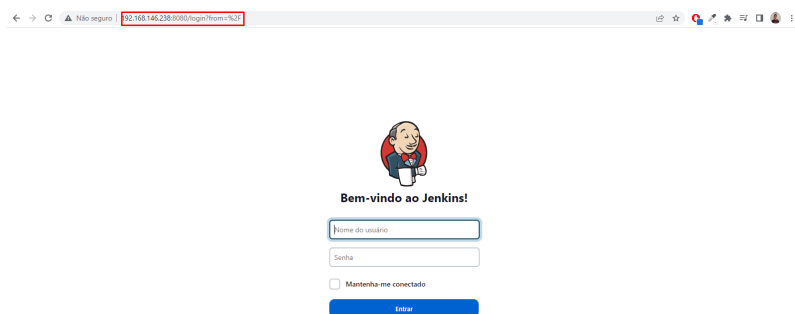 Não seguro | 192.168.146.238:8080/login?from=%2F
Bem-vindo ao Jenkins!
Nome do usuário
Senha
Mantenha-me conectado
Entrar